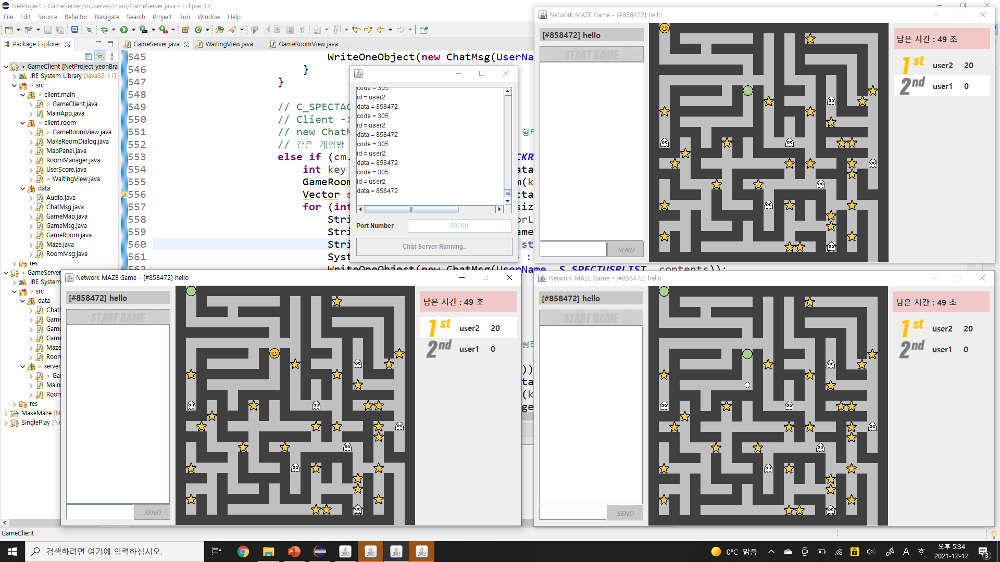 NetProject - GameServer/src/server/main/GameServer.java - Eclipse IDE
File Edit Source Refactor Navigate Search Project Run Window Help
Package Explorer
GameServer.java
WaitingView.java
GameRoomView.java
> GameClient [NetProject yeonBra
JRE System Library [JavaSE-11]
> src
> client.main
> GameClient.java
MainApp.java
> client.room
> GameRoomView.java
MakeRoomDialog.java
MapPanel.java
RoomManager.java
UserScore.java
> WaitingView.java
data
Audio.java
ChatMsg.java
GameMap.java
GameMsg.java
GameRoom.java
Maze.java
RoomMsg.java
res
> GameServer
JRE System
> src
data
ChatM
Game
Game
Game
Maze
Room
> server
> Ga
Main
Room
res
MakeMaze [Ne
SinglePlay [Ne
545 WriteOneObject(new ChatMsg(UserNa
546 }
547 }
548
549 // C_SPECTAC
550 // Client ->
551 // new ChatM 형태
552 // 같은 게임방
553 else if (cm. CKR
554 int key ata
555 GameRoom m(k
556 Vector s cta
557 for (int siz
558 Stri orL
559 Stri ame
560 Stri st
561 Syst :
562 WriteOneObject(new ChatMsg(UserName, S_SPECTUSRLIST, contents));
형태
))
ta
(k
ge
code = 305
id = user2
data = 858472
code = 305
id = user2
data = 858472
code = 305
id = user2
data = 858472
code = 305
id = user2
data = 858472
Port Number 30000
Chat Server Running..
Network MAZE Game - [#858472] hello
[#858472] hello
START GAME
SEND
남은 시간 : 49 초
1st user2 20
2nd user1 0
Network MAZE Game - [#858472] hello
[#858472] hello
START GAME
SEND
남은 시간 : 49 초
1st user2 20
2nd user1 0
Network MAZE Game - [#858472] hello
[#858472] hello
START GAME
SEND
남은 시간 : 49 초
1st user2 20
2nd user1 0
GameClient
검색하려면 여기에 입력하십시오.
0°C 맑음
A
오후 5:34
2021-12-12
3